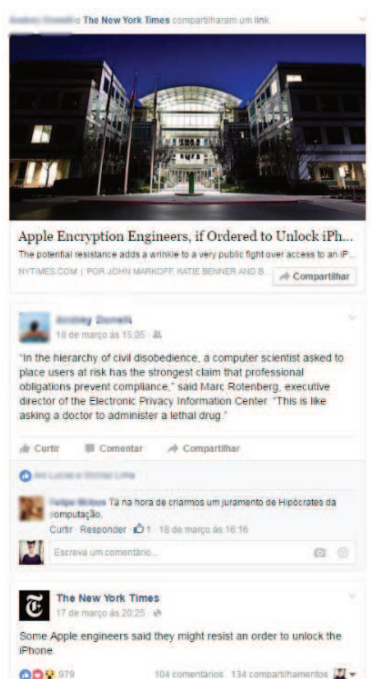 e The New York Times compartilharam um link.
Apple Encryption Engineers, if Ordered to Unlock iPh...
The potential resistance adds a wrinkle to a very public fight over access to an iP...
NYTIMES.COM | POR JOHN MARKOFF, KATIE BENNER AND B...
Compartilhar
18 de março às 15:05
"In the hierarchy of civil disobedience, a computer scientist asked to
place users at risk has the strongest claim that professional
obligations prevent compliance," said Marc Rotenberg, executive
director of the Electronic Privacy Information Center. "This is like
asking a doctor to administer a lethal drug."
Curtir Comentar Compartilhar
Tá na hora de criarmos um juramento de Hipócrates da
computação.
Curtir · Responder · 1 · 18 de março às 16:16
Escreva um comentário...
The New York Times
17 de março às 20:25
Some Apple engineers said they might resist an order to unlock the
iPhone.
979 104 comentários 134 compartilhamentos